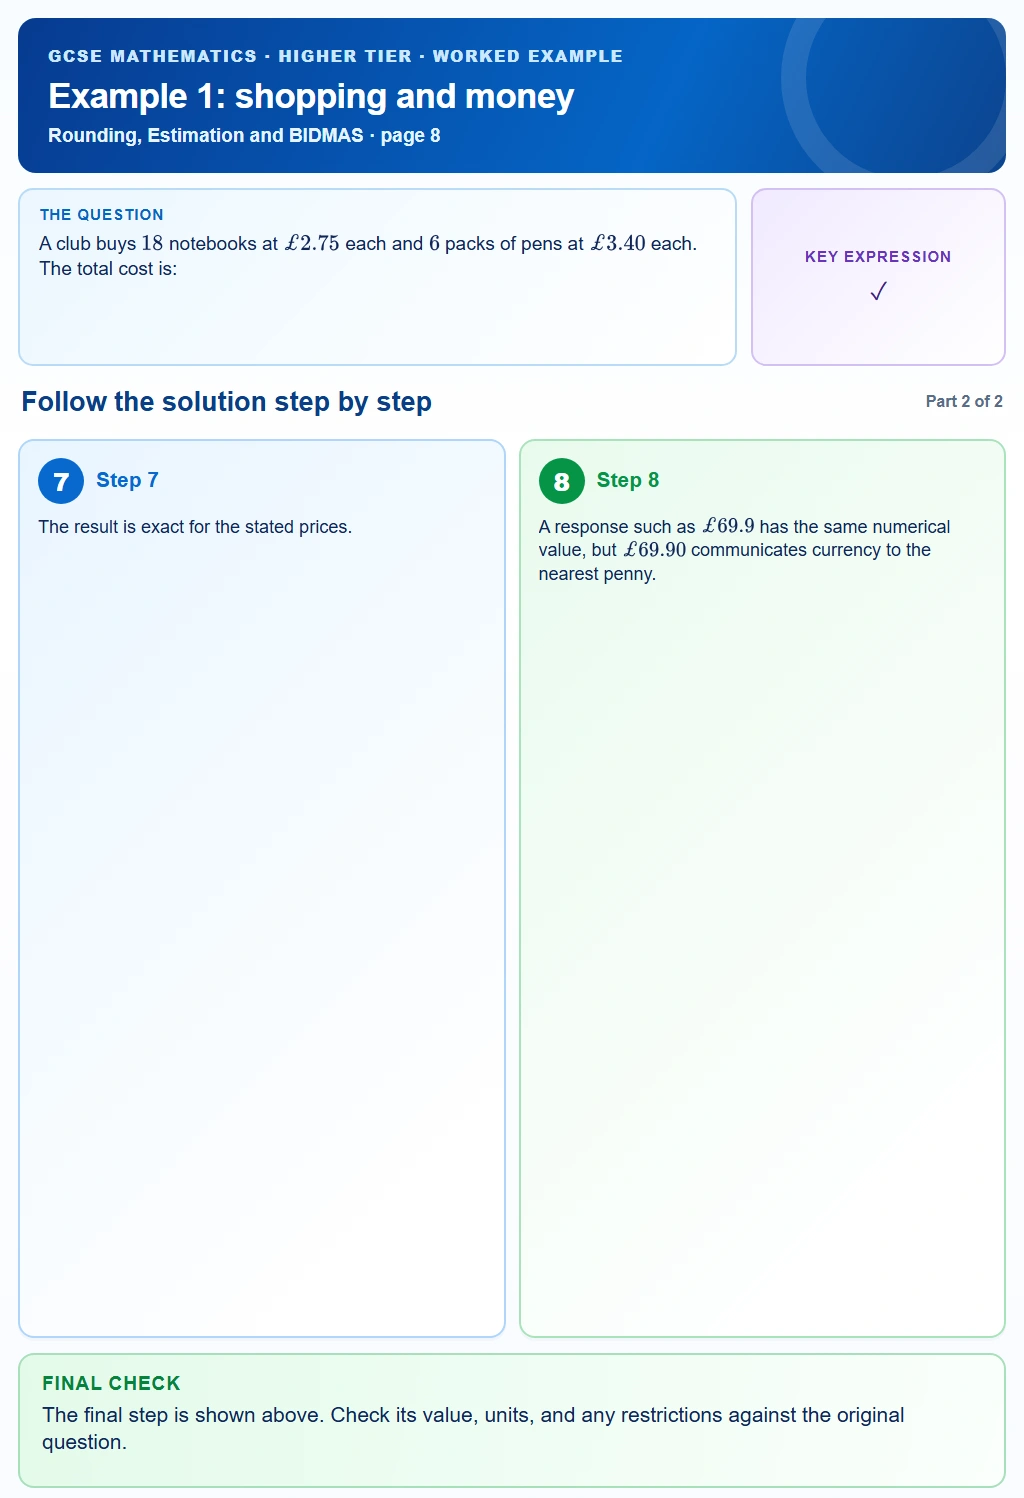 GCSE MATHEMATICS · HIGHER TIER · WORKED EXAMPLE
Example 1: shopping and money
Rounding, Estimation and BIDMAS · page 8
THE QUESTION
A club buys 18 notebooks at £2.75 each and 6 packs of pens at £3.40 each.
The total cost is:
KEY EXPRESSION
✓
Follow the solution step by step
Part 2 of 2
7 Step 7
The result is exact for the stated prices.
8 Step 8
A response such as £69.9 has the same numerical
value, but £69.90 communicates currency to the
nearest penny.
FINAL CHECK
The final step is shown above. Check its value, units, and any restrictions against the original
question.